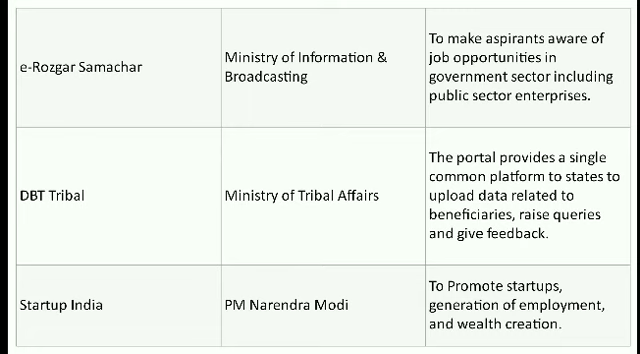 e-Rozgar Samachar
Ministry of Information &
Broadcasting
To make aspirants aware of
job opportunities in
government sector including
public sector enterprises.
DBT Tribal
Ministry of Tribal Affairs
The portal provides a single
common platform to states to
upload data related to
beneficiaries, raise queries
and give feedback.
Startup India
PM Narendra Modi
To Promote startups,
generation of employment,
and wealth creation.